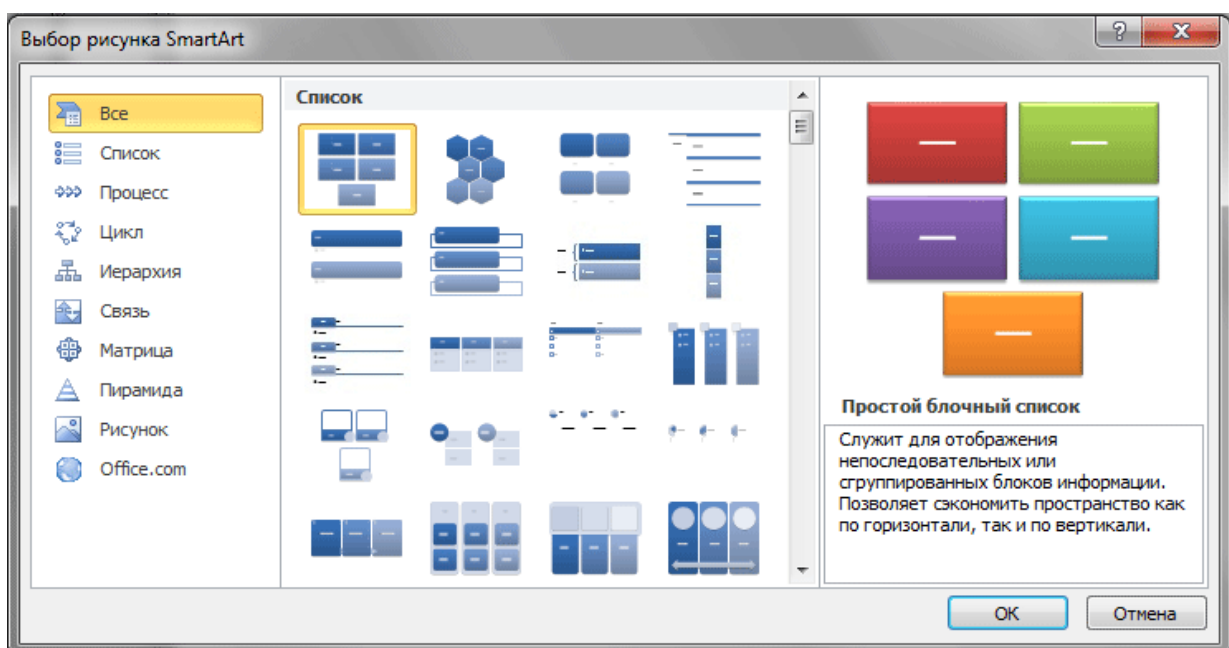 Выбор рисунка SmartArt
Все
Список
Процесс
Цикл
Иерархия
Связь
Матрица
Пирамида
Рисунок
Office.com
Список
Простой блочный список
Служит для отображения
непоследовательных или
сгруппированных блоков информации.
Позволяет сэкономить пространство как
по горизонтали, так и по вертикали.
ОК
Отмена